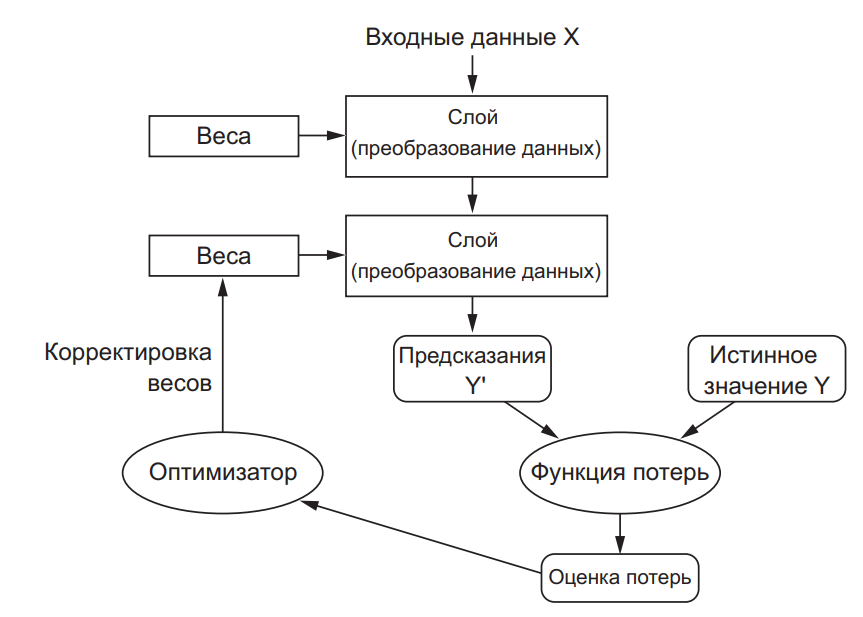 Входные данные X
Слой
(преобразование данных)
Веса
Слой
(преобразование данных)
Веса
Корректировка
весов
Предсказания
Y'
Истинное
значение Y
Оптимизатор
Функция потерь
Оценка потерь